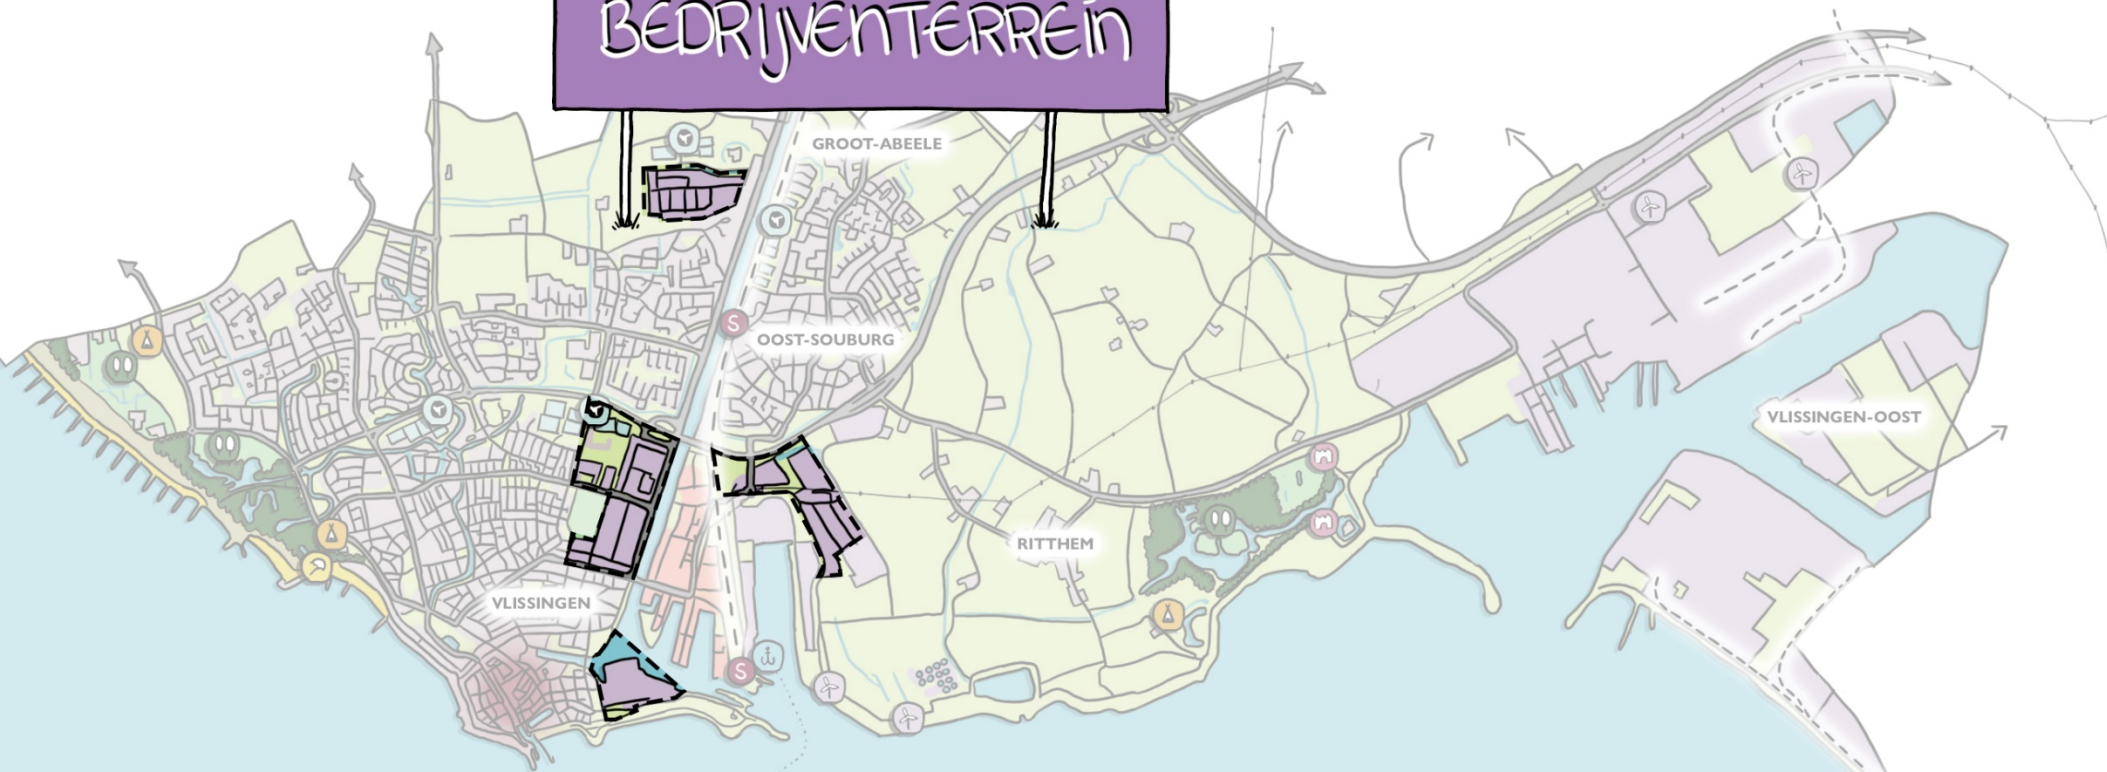 BEDRIJVENTERREIN
GROOT-ABEELE
S
OOST-SOUBURG
VLISSINGEN-OOST
RITTHEM
VLISSINGEN
S